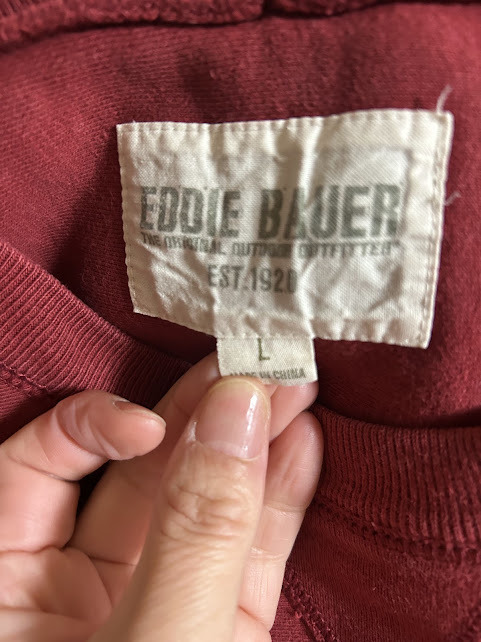 EDDIE BAUER
THE ORIGINAL OUTDOOR OUTFITTER
EST. 1920
L
MADE IN CHINA